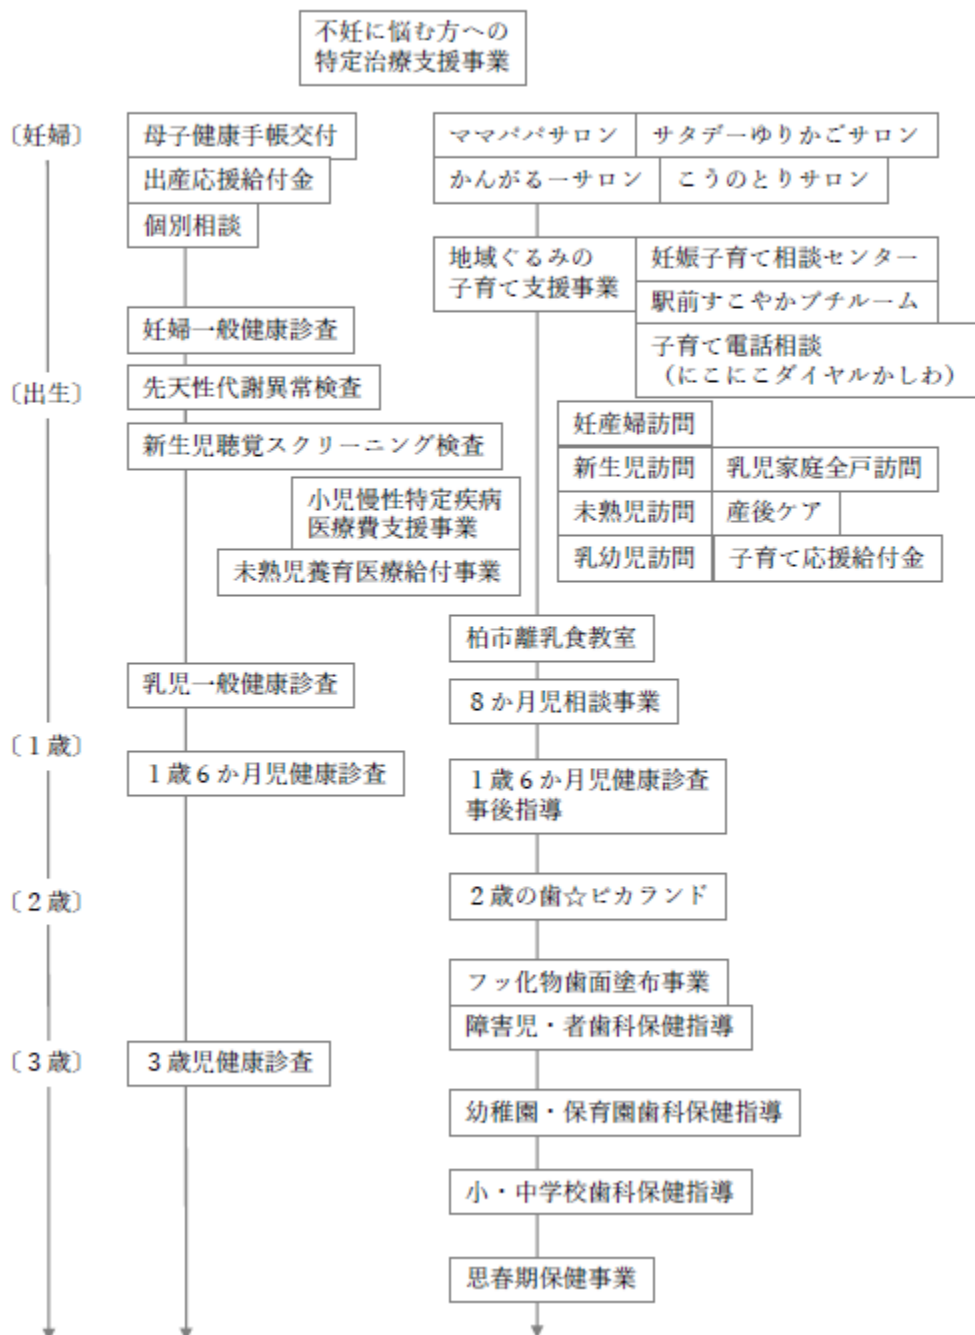 不妊に悩む方への
特定治療支援事業
〔妊婦〕
母子健康手帳交付
出産応援給付金
個別相談
ママパパサロン
サタデーゆりかごサロン
かんがるーサロン
こうのとりサロン
地域ぐるみの
子育て支援事業
妊娠子育て相談センター
駅前すこやかプチルーム
子育て電話相談
（にこにこダイヤルかしわ）
妊婦一般健康診査
〔出生〕
先天性代謝異常検査
新生児聴覚スクリーニング検査
小児慢性特定疾病
医療費支援事業
未熟児養育医療給付事業
妊産婦訪問
新生児訪問
乳児家庭全戸訪問
未熟児訪問
産後ケア
乳幼児訪問
子育て応援給付金
柏市離乳食教室
乳児一般健康診査
8か月児相談事業
〔1歳〕
1歳6か月児健康診査
1歳6か月児健康診査
事後指導
〔2歳〕
2歳の歯☆ピカランド
フッ化物歯面塗布事業
障害児・者歯科保健指導
〔3歳〕
3歳児健康診査
幼稚園・保育園歯科保健指導
小・中学校歯科保健指導
思春期保健事業